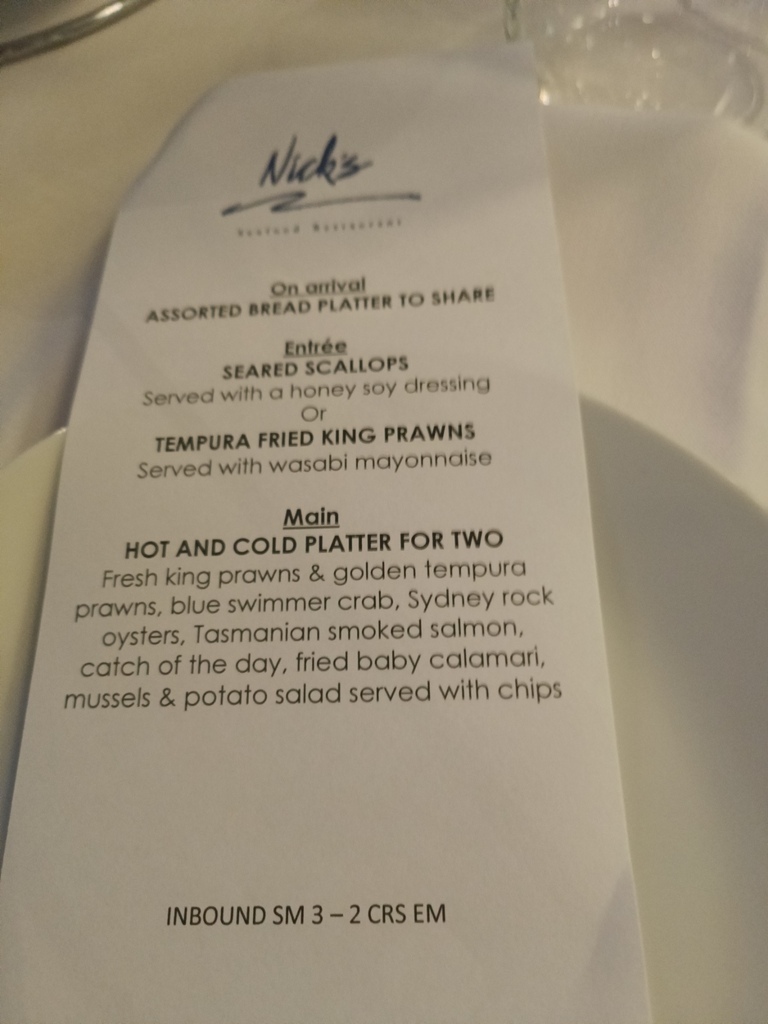 Nick's
Seafood Restaurant
On arrival
ASSORTED BREAD PLATTER TO SHARE
Entrée
SEARED SCALLOPS
Served with a honey soy dressing
Or
TEMPURA FRIED KING PRAWNS
Served with wasabi mayonnaise
Main
HOT AND COLD PLATTER FOR TWO
Fresh king prawns & golden tempura
prawns, blue swimmer crab, Sydney rock
oysters, Tasmanian smoked salmon,
catch of the day, fried baby calamari,
mussels & potato salad served with chips
INBOUND SM 3 – 2 CRS EM